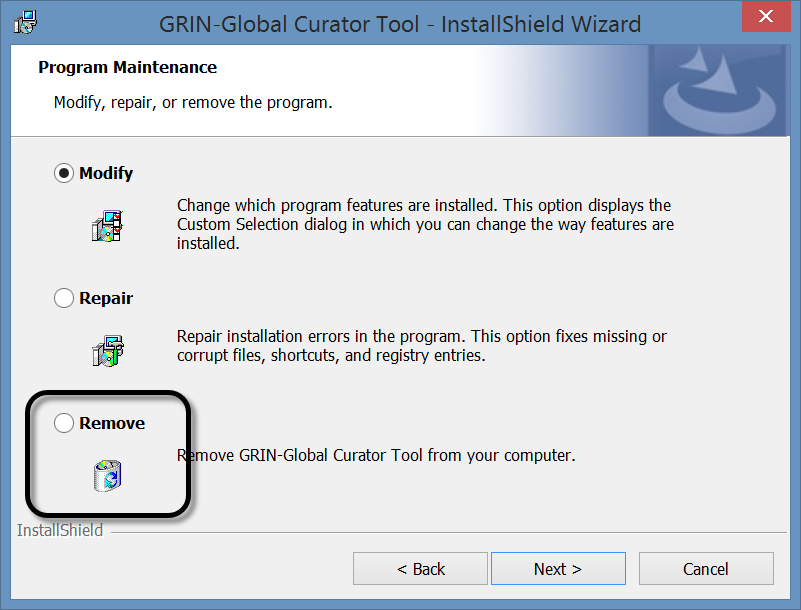 GRIN-Global Curator Tool - InstallShield Wizard
Program Maintenance
Modify, repair, or remove the program.
Modify
Change which program features are installed. This option displays the
Custom Selection dialog in which you can change the way features are
installed.
Repair
Repair installation errors in the program. This option fixes missing or
corrupt files, shortcuts, and registry entries.
Remove
Remove GRIN-Global Curator Tool from your computer.
InstallShield
< Back
Next >
Cancel